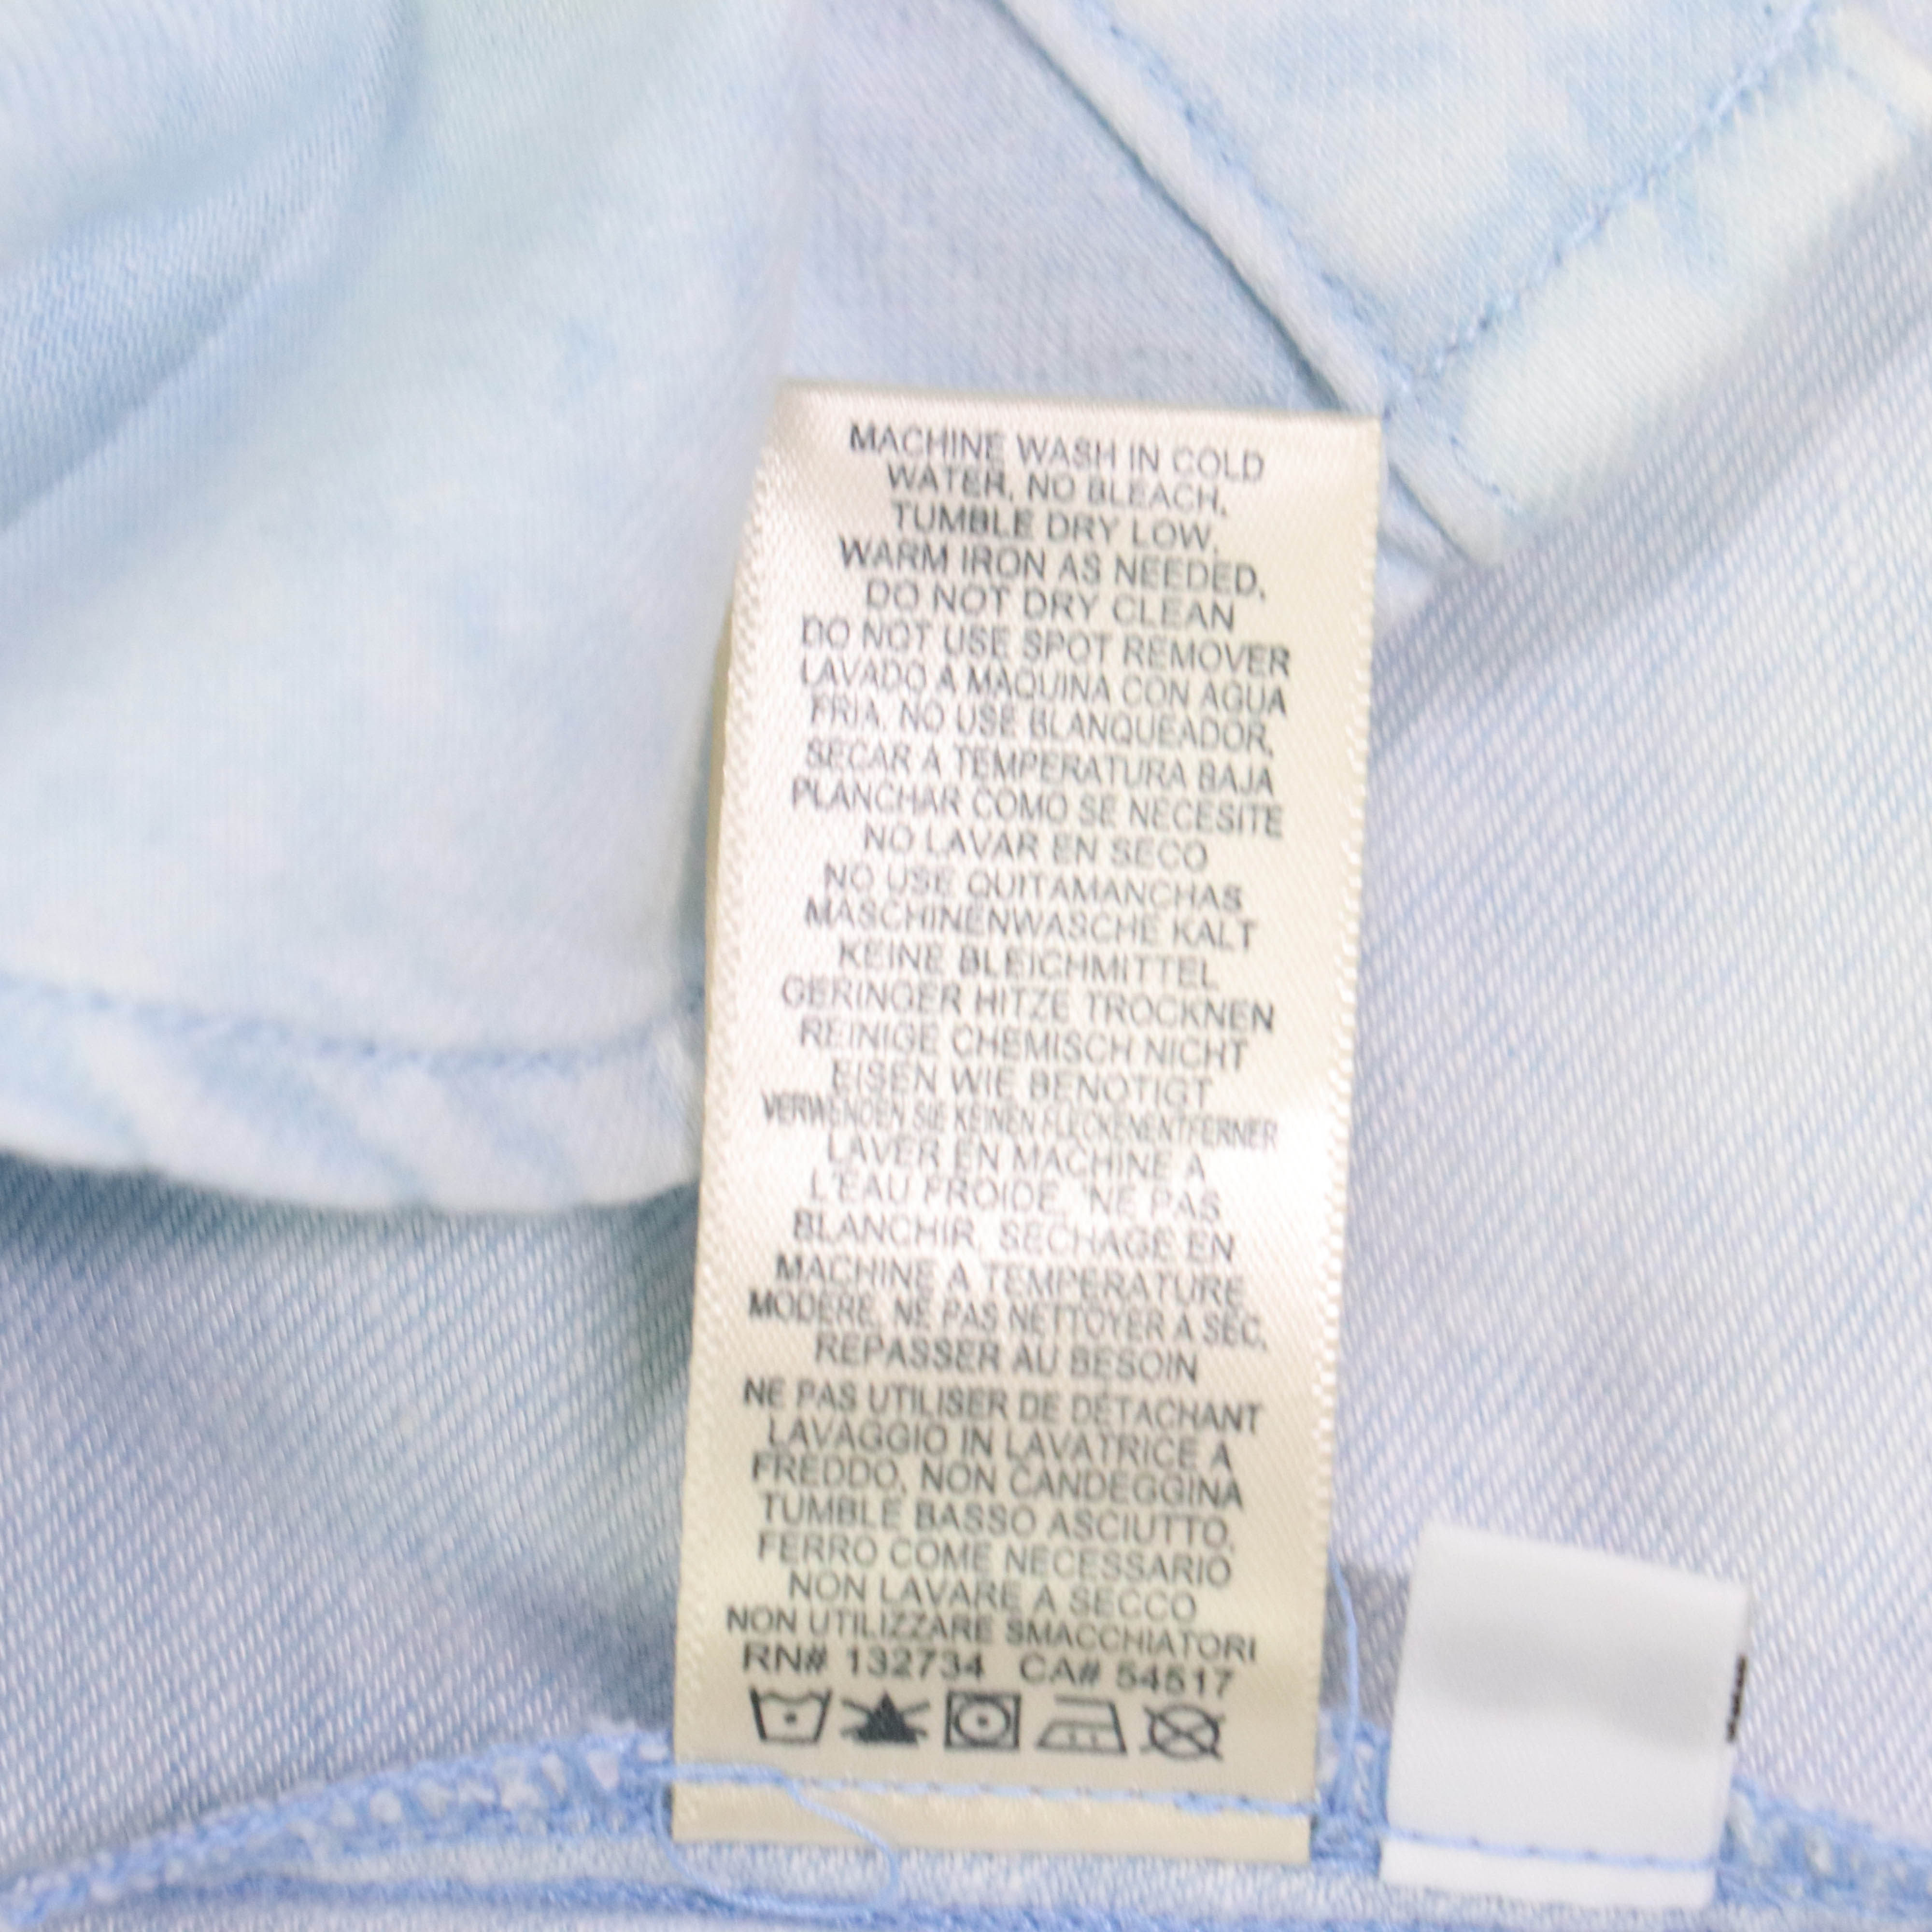 MACHINE WASH IN COLD
WATER, NO BLEACH,
TUMBLE DRY LOW,
WARM IRON AS NEEDED,
DO NOT DRY CLEAN
DO NOT USE SPOT REMOVER
LAVADO A MAQUINA CON AGUA
FRIA, NO USE BLANQUEADOR,
SECAR A TEMPERATURA BAJA
PLANCHAR COMO SE NECESITE
NO LAVAR EN SECO
NO USE QUITAMANCHAS
MASCHINENWASCHE KALT
KEINE BLEICHMITTEL
GERINGER HITZE TROCKNEN
REINIGE CHEMISCH NICHT
EISEN WIE BENOTIGT
VERWENDEN SIE KEINEN FLECKENENTFERNER
LAVER EN MACHINE A
L'EAU FROIDE, NE PAS
BLANCHIR, SECHAGE EN
MACHINE A TEMPERATURE
MODERE, NE PAS NETTOYER A SEC,
REPASSER AU BESOIN
NE PAS UTILISER DE DÉTACHANT
LAVAGGIO IN LAVATRICE A
FREDDO, NON CANDEGGINA
TUMBLE BASSO ASCIUTTO,
FERRO COME NECESSARIO
NON LAVARE A SECCO
NON UTILIZZARE SMACCHIATORI
RN# 132734 CA# 54517